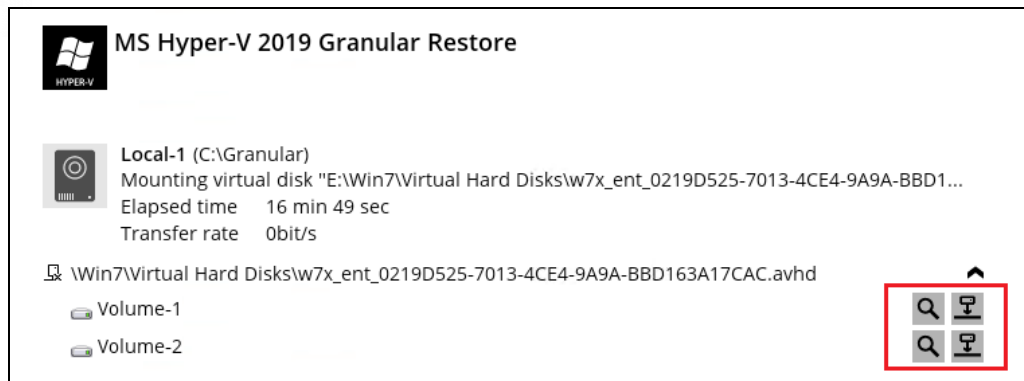 MS Hyper-V 2019 Granular Restore
HYPER-V
Local-1 (C:\Granular)
Mounting virtual disk "E:\Win7\Virtual Hard Disks\w7x_ent_0219D525-7013-4CE4-9A9A-BBD1...
Elapsed time 16 min 49 sec
Transfer rate 0bit/s
\Win7\Virtual Hard Disks\w7x_ent_0219D525-7013-4CE4-9A9A-BBD163A17CAC.avhd
Volume-1
Volume-2